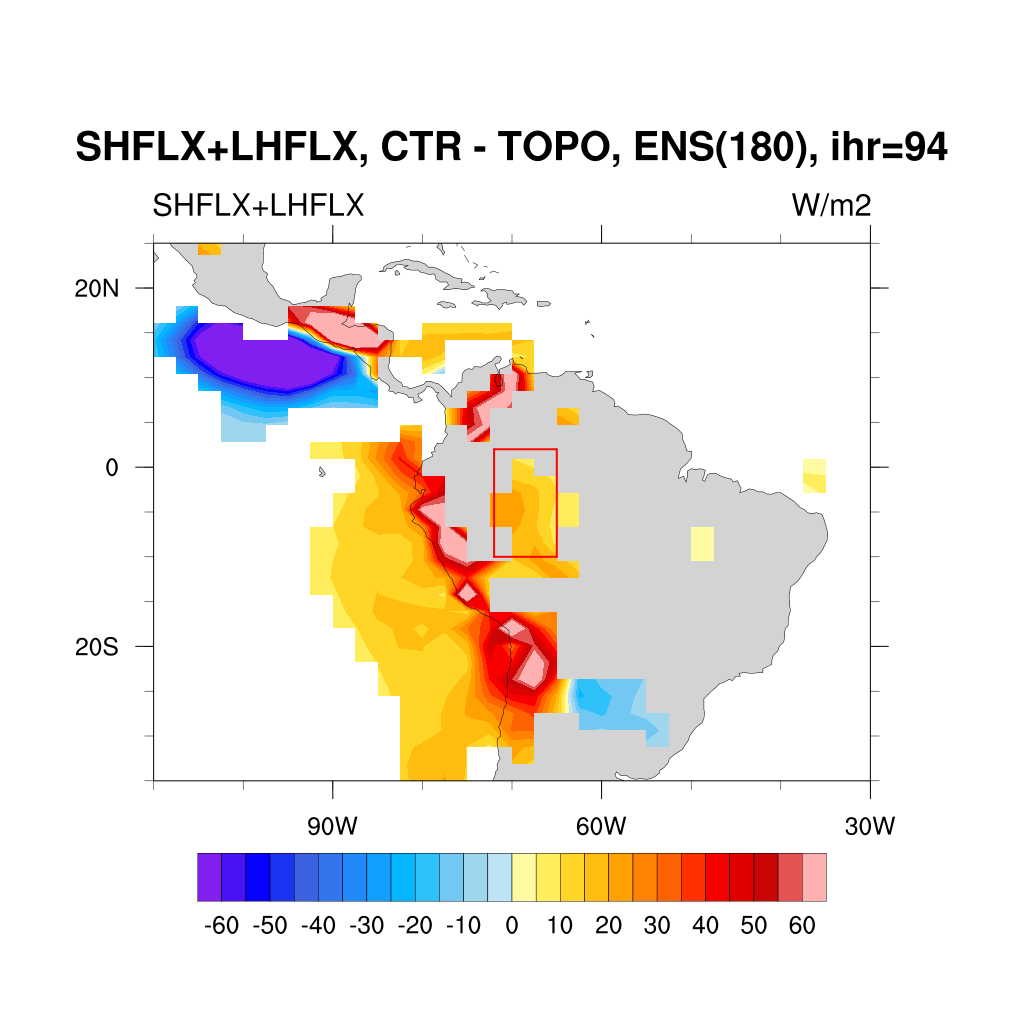 SHFLX+LHFLX, CTR - TOPO, ENS(180), ihr=94
SHFLX+LHFLX W/m2
20N
0
20S
90W 60W 30W
-60 -50 -40 -30 -20 -10 0 10 20 30 40 50 60